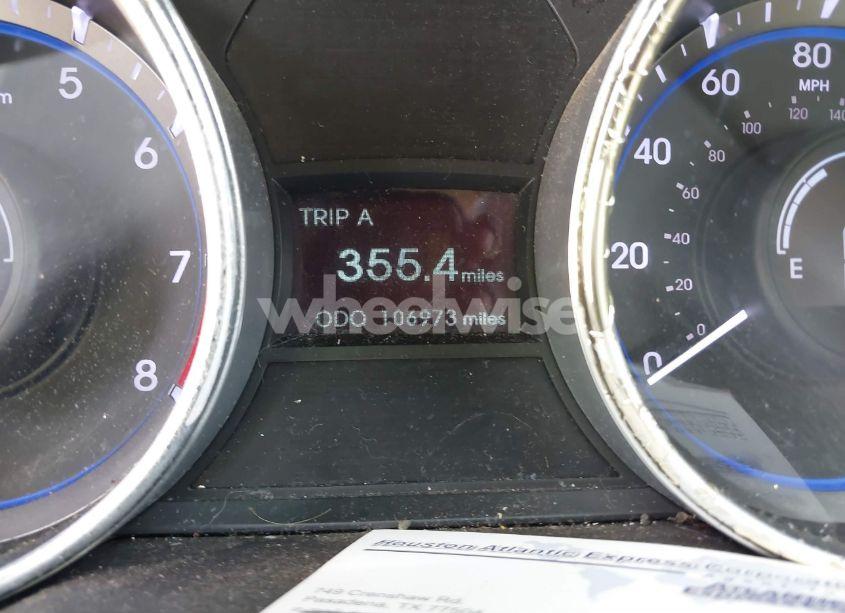 5
6
7
8
TRIP A
355.4 miles
ODO 106973 miles
wheelwise
80
MPH
60
40
20
0
140
120
100
80
60
40
20
0
E
Houston Atlantic Express
749 Crenshaw Rd.
Pasadena, TX